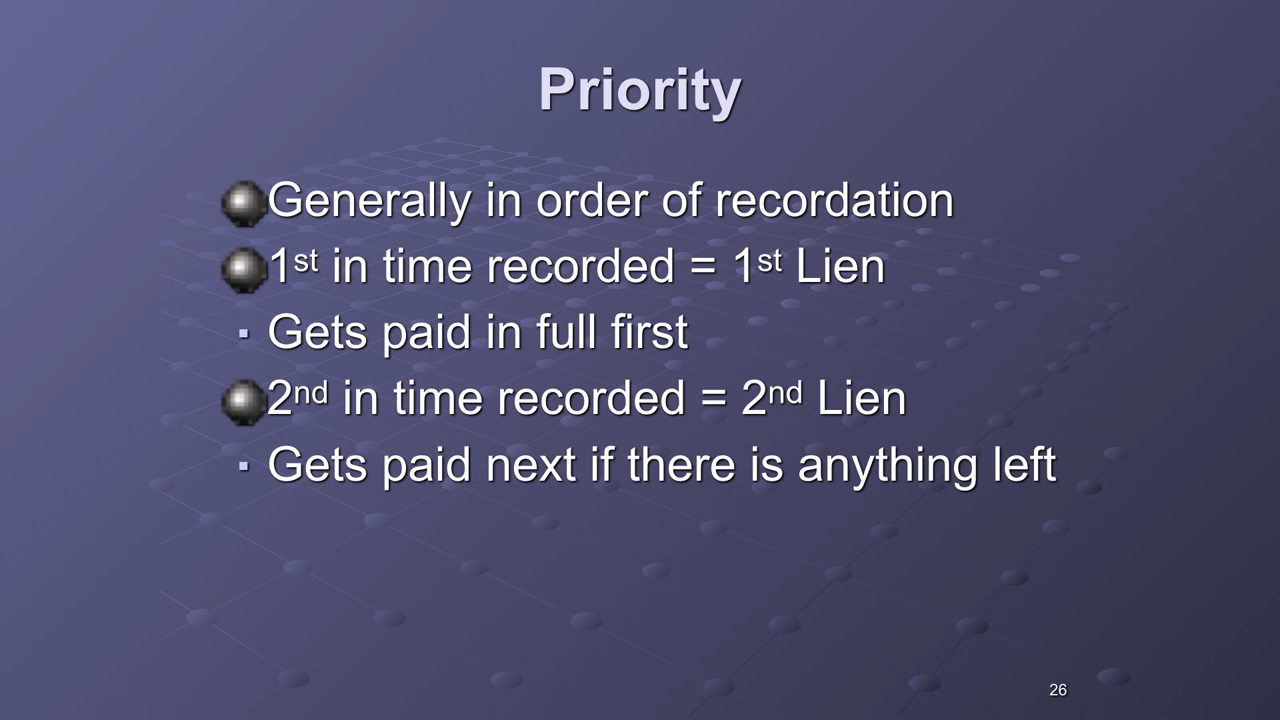 Priority
Generally in order of recordation
1st in time recorded = 1st Lien
Gets paid in full first
2nd in time recorded = 2nd Lien
Gets paid next if there is anything left
26